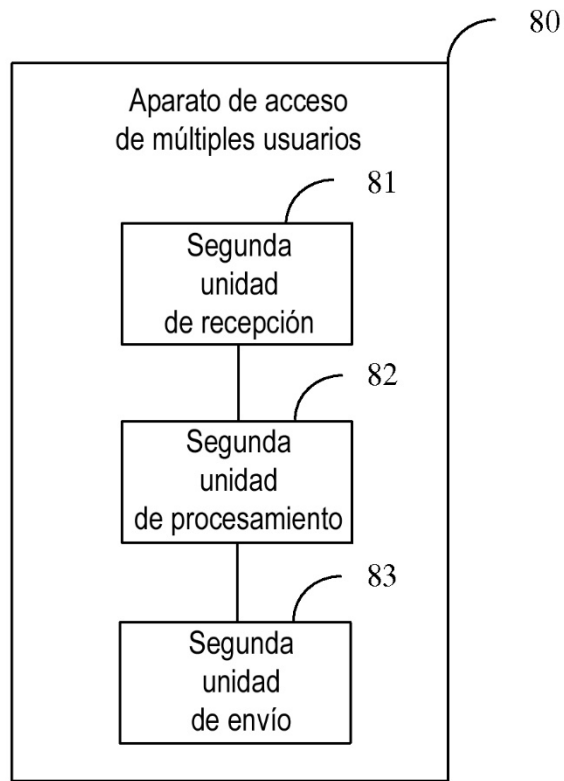 80
Aparato de acceso
de múltiples usuarios
81
Segunda
unidad
de recepción
82
Segunda
unidad
de procesamiento
83
Segunda
unidad
de envío